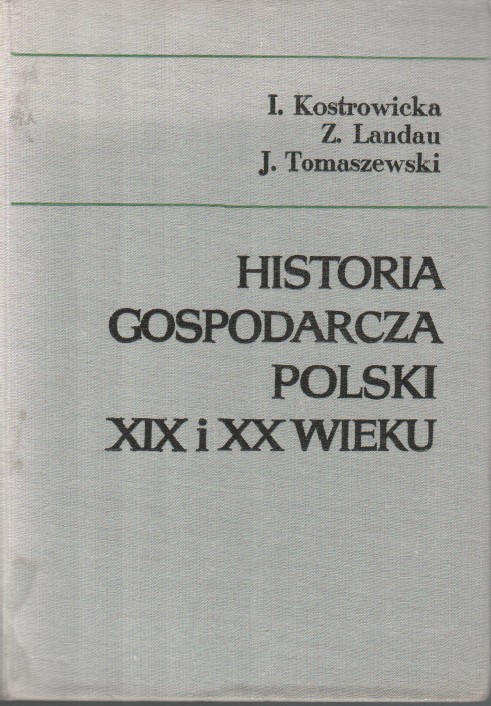 I. Kostrowicka
Z. Landau
J. Tomaszewski
HISTORIA
GOSPODARCZA
POLSKI
XIX i XX WIEKU